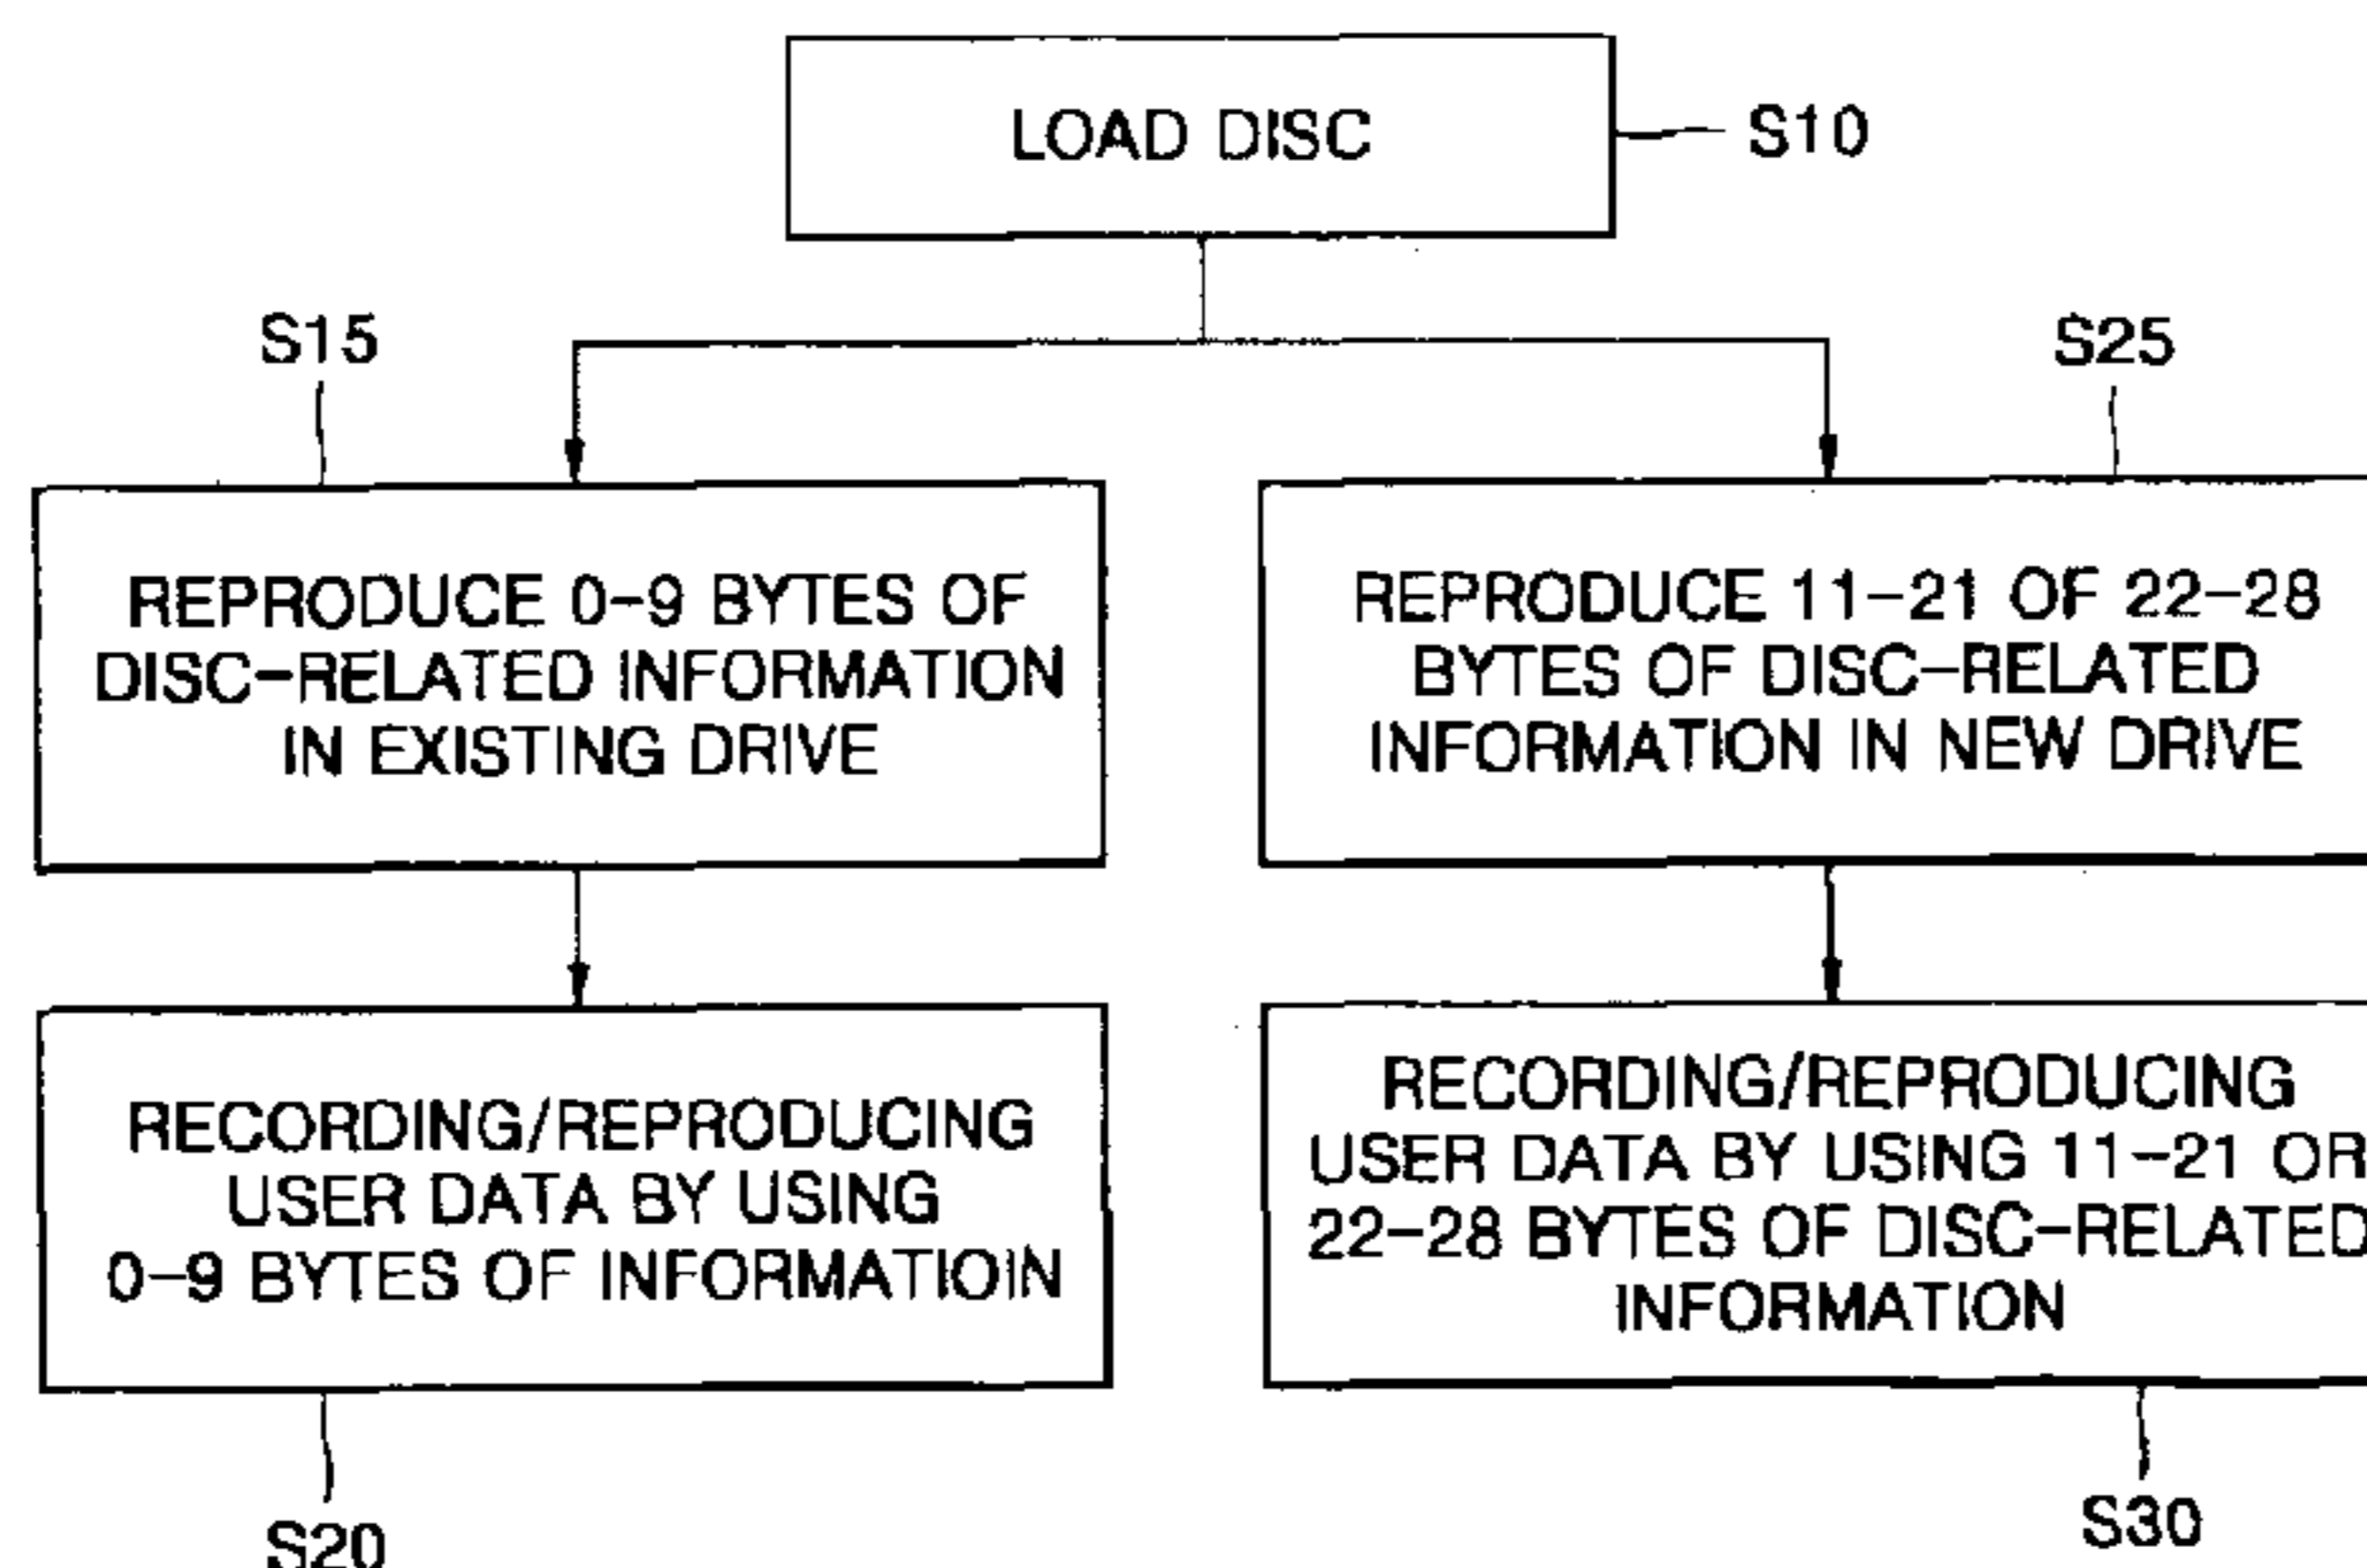 LOAD DISC
S10
S15
S25
REPRODUCE 0-9 BYTES OF
DISC-RELATED INFORMATION
IN EXISTING DRIVE
REPRODUCE 11-21 OF 22-28
BYTES OF DISC-RELATED
INFORMATION IN NEW DRIVE
RECORDING/REPRODUCING
USER DATA BY USING
0-9 BYTES OF INFORMATIOIN
RECORDING/REPRODUCING
USER DATA BY USING 11-21 OR
22-28 BYTES OF DISC-RELATED
INFORMATION
S20
S30